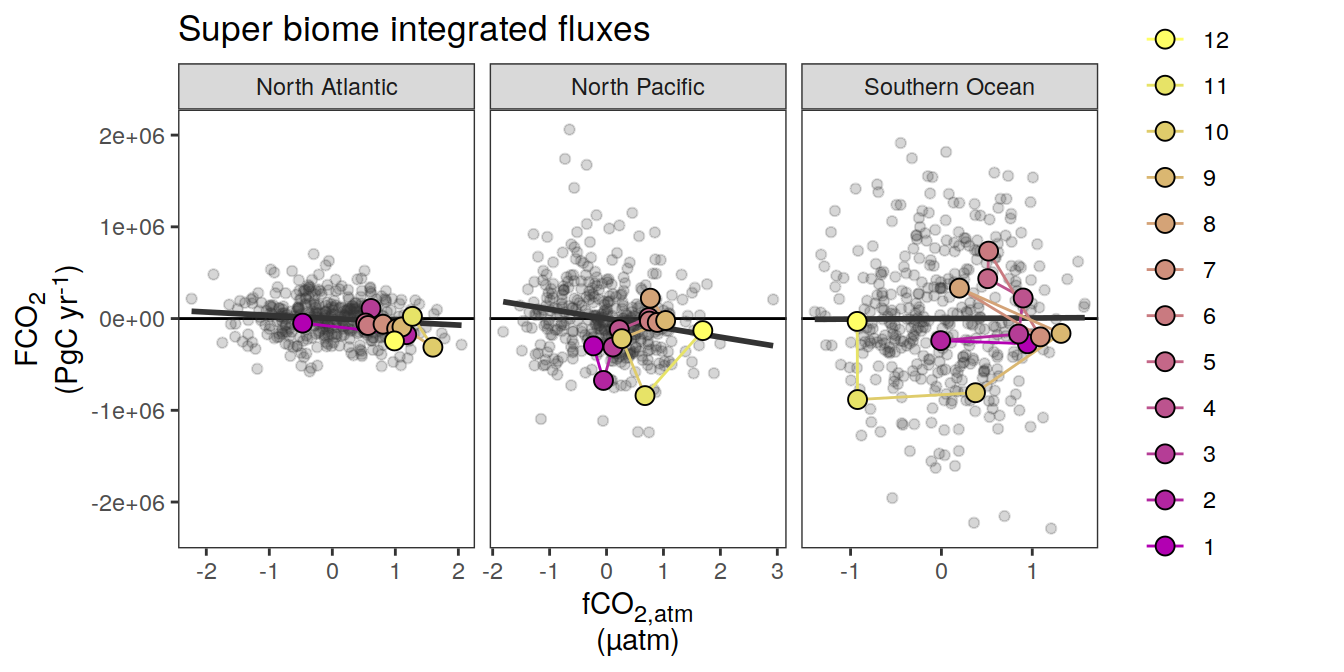 Super biome integrated fluxes
North Atlantic North Pacific Southern Ocean
2e+06
1e+06
0e+00
-1e+06
-2e+06
FCO2
(PgC yr-1)
-2 -1 0 1 2 -2 -1 0 1 2 3 -1 0 1
fCO2,atm
(µatm)
12
11
10
9
8
7
6
5
4
3
2
1